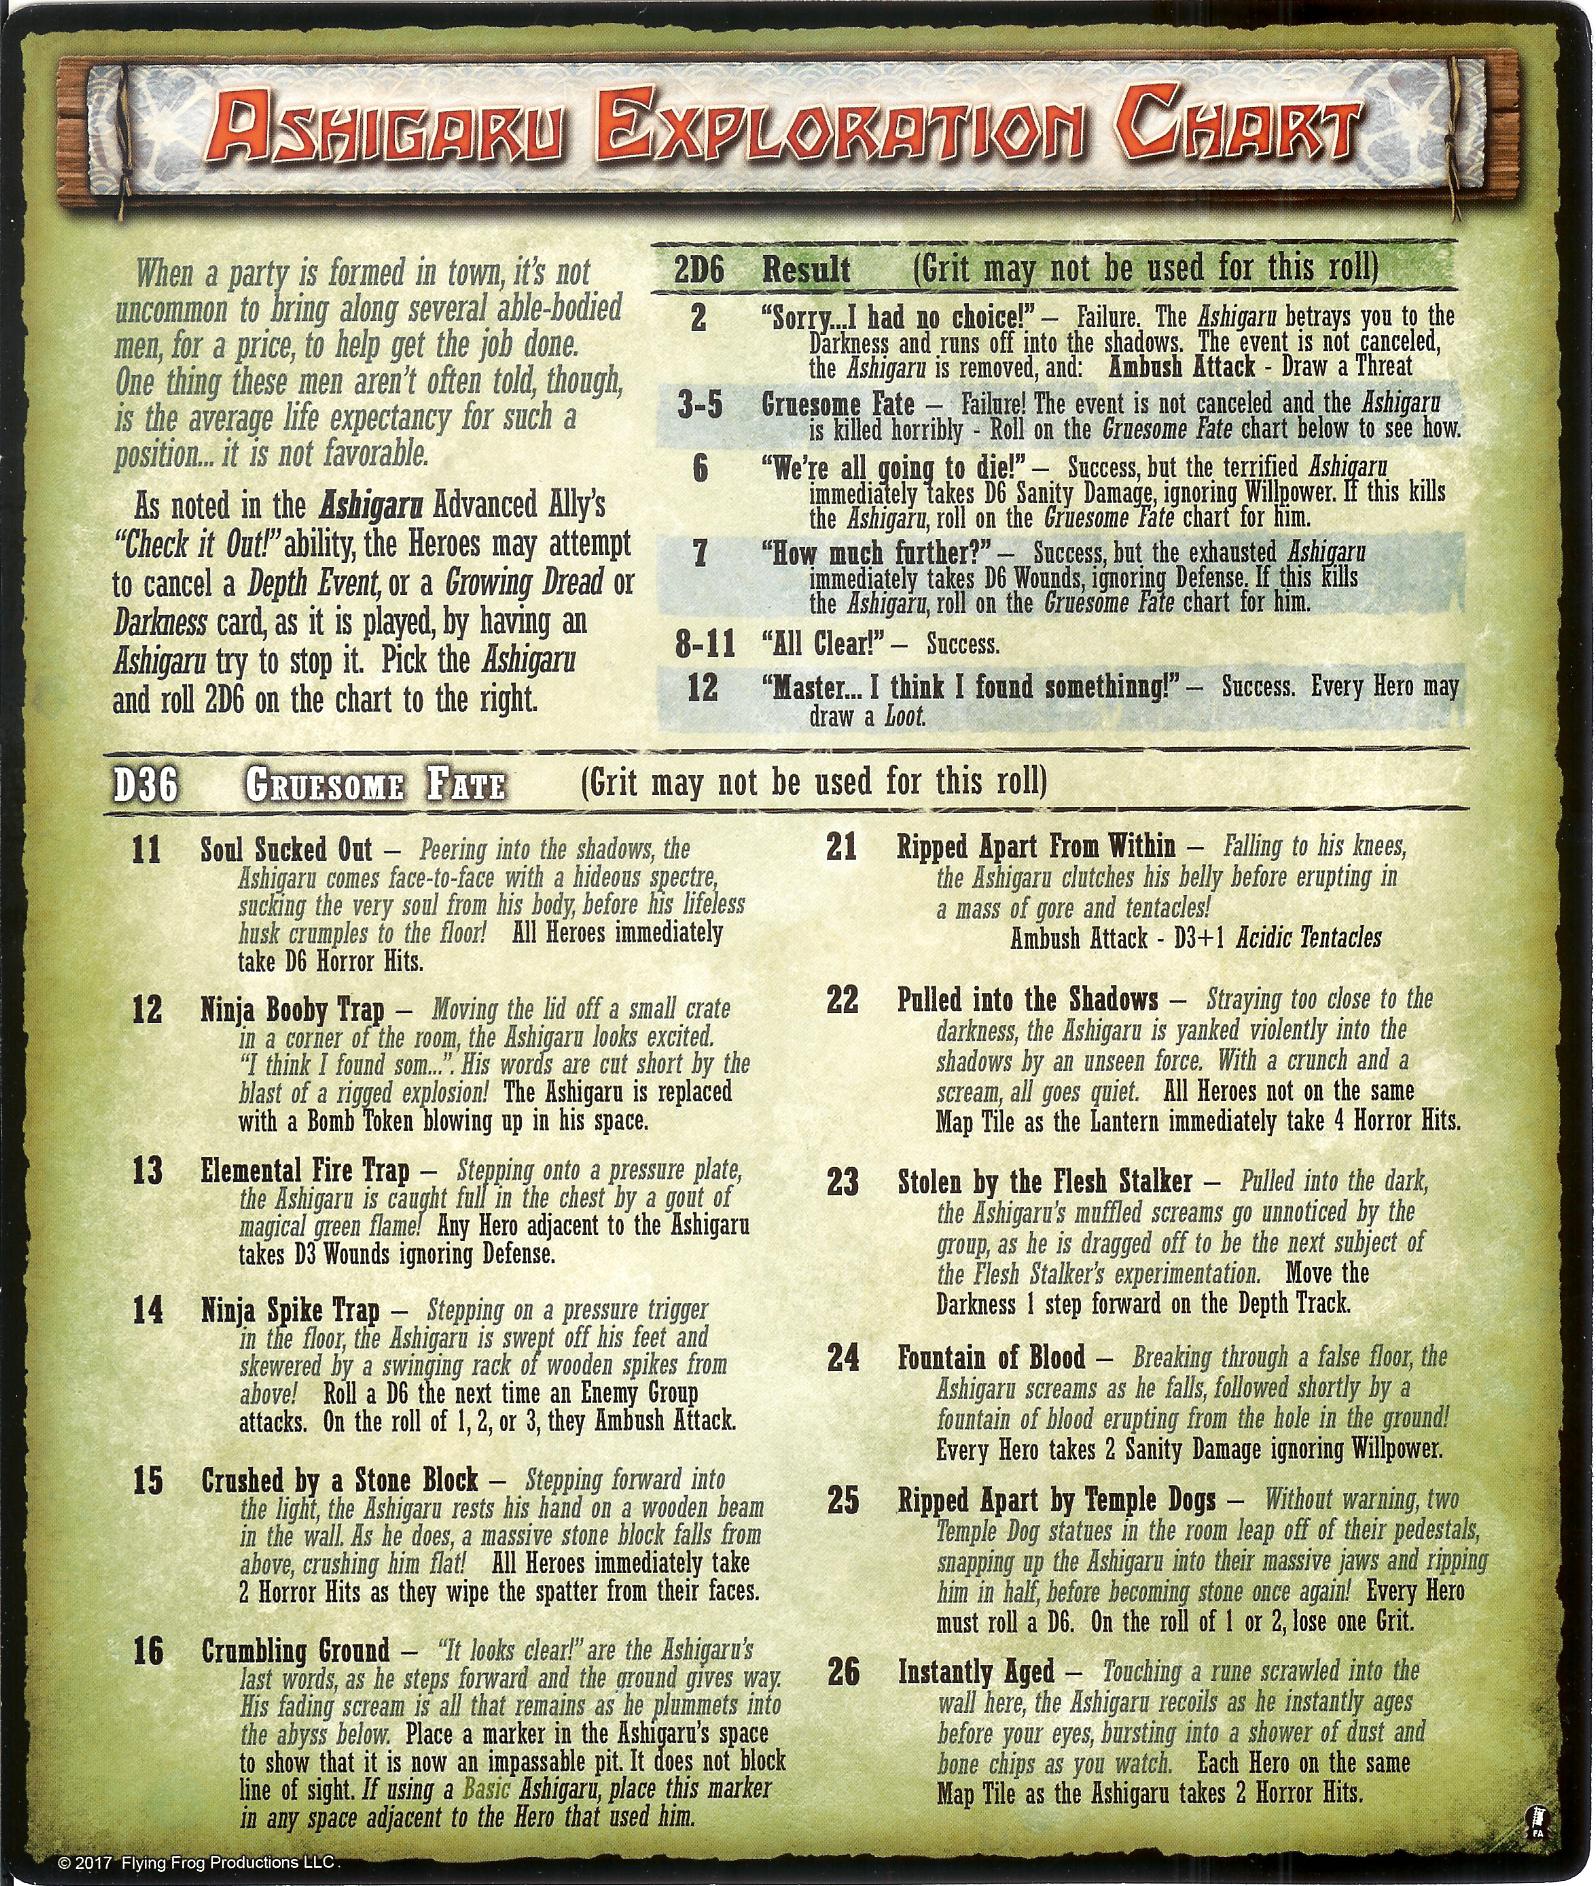 Ashigaru Exploration Chart
When a party is formed in town, it's not
uncommon to bring along several able-bodied
men, for a price, to help get the job done.
One thing these men aren't often told, though,
is the average life expectancy for such a
position... it is not favorable.
As noted in the Ashigaru Advanced Ally's
"Check it Out!" ability, the Heroes may attempt
to cancel a Depth Event, or a Growing Dread or
Darkness card, as it is played, by having an
Ashigaru try to stop it. Pick the Ashigaru
and roll 2D6 on the chart to the right.
2D6 Result (Grit may not be used for this roll)
2 "Sorry...I had no choice!" – Failure. The Ashigaru betrays you to the
Darkness and runs off into the shadows. The event is not canceled,
the Ashigaru is removed, and: Ambush Attack - Draw a Threat
3-5 Gruesome Fate – Failure! The event is not canceled and the Ashigaru
is killed horribly - Roll on the Gruesome Fate chart below to see how.
6 "We're all going to die!" – Success, but the terrified Ashigaru
immediately takes D6 Sanity Damage, ignoring Willpower. If this kills
the Ashigaru, roll on the Gruesome Fate chart for him.
7 "How much further?" – Success, but the exhausted Ashigaru
immediately takes D6 Wounds, ignoring Defense. If this kills
the Ashigaru, roll on the Gruesome Fate chart for him.
8-11 "All Clear!" – Success.
12 "Master... I think I found somethinng!" – Success. Every Hero may
draw a Loot.
D36 Gruesome Fate (Grit may not be used for this roll)
11 Soul Sucked Out – Peering into the shadows, the
Ashigaru comes face-to-face with a hideous spectre,
sucking the very soul from his body, before his lifeless
husk crumples to the floor! All Heroes immediately
take D6 Horror Hits.
12 Ninja Booby Trap – Moving the lid off a small crate
in a corner of the room, the Ashigaru looks excited.
"I think I found som...". His words are cut short by the
blast of a rigged explosion! The Ashigaru is replaced
with a Bomb Token blowing up in his space.
13 Elemental Fire Trap – Stepping onto a pressure plate,
the Ashigaru is caught full in the chest by a gout of
magical green flame! Any Hero adjacent to the Ashigaru
takes D3 Wounds ignoring Defense.
14 Ninja Spike Trap – Stepping on a pressure trigger
in the floor, the Ashigaru is swept off his feet and
skewered by a swinging rack of wooden spikes from
above! Roll a D6 the next time an Enemy Group
attacks. On the roll of 1, 2, or 3, they Ambush Attack.
15 Crushed by a Stone Block – Stepping forward into
the light, the Ashigaru rests his hand on a wooden beam
in the wall. As he does, a massive stone block falls from
above, crushing him flat! All Heroes immediately take
2 Horror Hits as they wipe the spatter from their faces.
16 Crumbling Ground – "It looks clear!" are the Ashigaru's
last words, as he steps forward and the ground gives way.
His fading scream is all that remains as he plummets into
the abyss below. Place a marker in the Ashigaru's space
to show that it is now an impassable pit. It does not block
line of sight. If using a Basic Ashigaru, place this marker
in any space adjacent to the Hero that used him.
21 Ripped Apart From Within – Falling to his knees,
the Ashigaru clutches his belly before erupting in
a mass of gore and tentacles!
Ambush Attack - D3+1 Acidic Tentacles
22 Pulled into the Shadows – Straying too close to the
darkness, the Ashigaru is yanked violently into the
shadows by an unseen force. With a crunch and a
scream, all goes quiet. All Heroes not on the same
Map Tile as the Lantern immediately take 4 Horror Hits.
23 Stolen by the Flesh Stalker – Pulled into the dark,
the Ashigaru's muffled screams go unnoticed by the
group, as he is dragged off to be the next subject of
the Flesh Stalker's experimentation. Move the
Darkness 1 step forward on the Depth Track.
24 Fountain of Blood – Breaking through a false floor, the
Ashigaru screams as he falls, followed shortly by a
fountain of blood erupting from the hole in the ground!
Every Hero takes 2 Sanity Damage ignoring Willpower.
25 Ripped Apart by Temple Dogs – Without warning, two
Temple Dog statues in the room leap off of their pedestals,
snapping up the Ashigaru into their massive jaws and ripping
him in half, before becoming stone once again! Every Hero
must roll a D6. On the roll of 1 or 2, lose one Grit.
26 Instantly Aged – Touching a rune scrawled into the
wall here, the Ashigaru recoils as he instantly ages
before your eyes, bursting into a shower of dust and
bone chips as you watch. Each Hero on the same
Map Tile as the Ashigaru takes 2 Horror Hits.
FA
© 2017 Flying Frog Productions LLC.